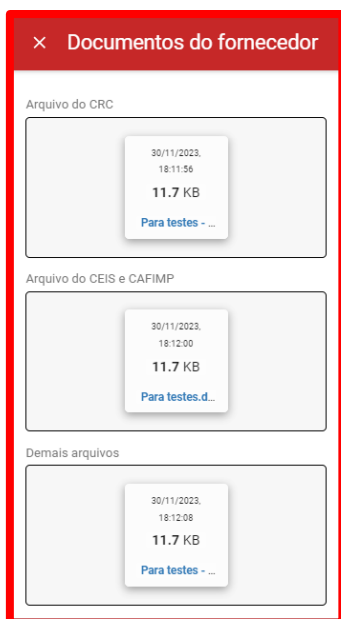 × Documentos do fornecedor
Arquivo do CRC
30/11/2023,
18:11:56
11.7 KB
Para testes - ...
Arquivo do CEIS e CAFIMP
30/11/2023,
18:12:00
11.7 KB
Para testes.d...
Demais arquivos
30/11/2023,
18:12:08
11.7 KB
Para testes - ...